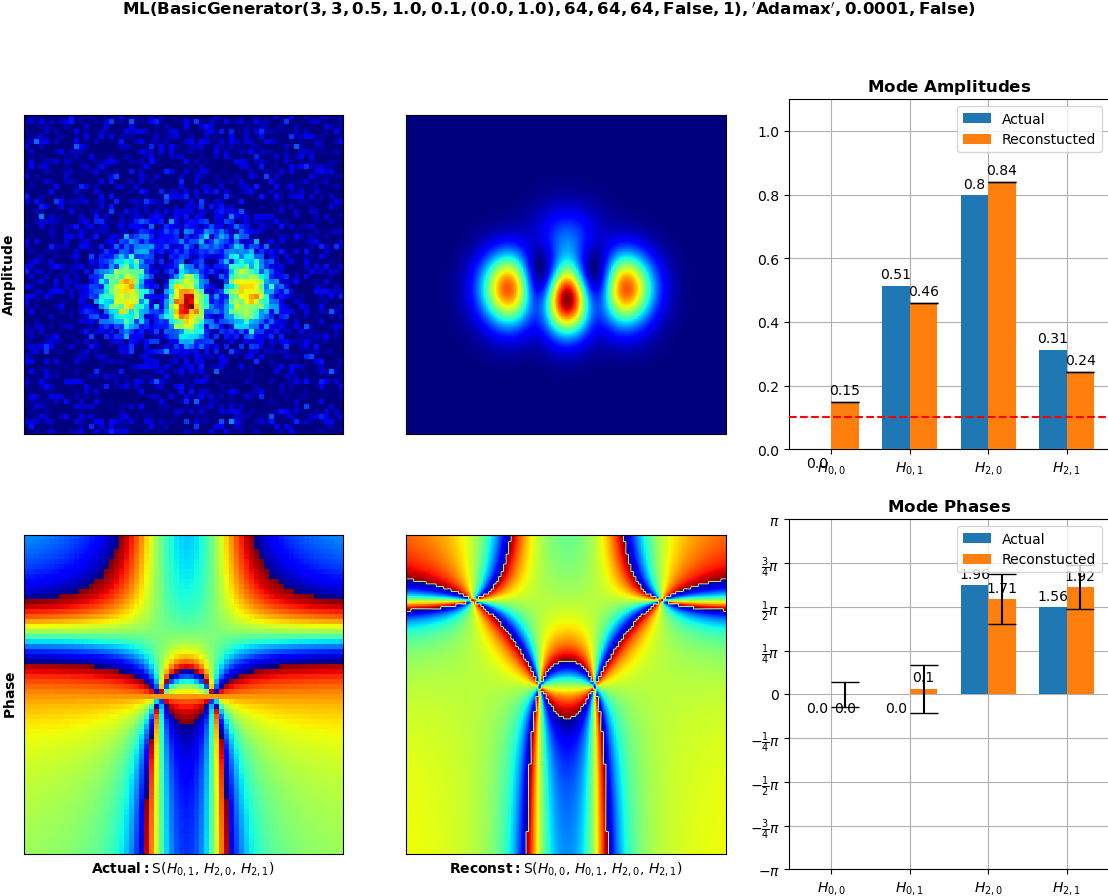 ML(BasicGenerator(3, 3, 0.5, 1.0, 0.1, (0.0, 1.0), 64, 64, 64, False, 1), ′Adamax′, 0.0001, False)
Mode Amplitudes
Actual
Reconstucted
1.0
0.8
0.6
0.4
0.2
0.0
0.0
0.15
0.51
0.46
0.8
0.84
0.31
0.24
H0,0
H0,1
H2,0
H2,1
Amplitude
Mode Phases
Actual
Reconstucted
π
3/4 π
1/2 π
1/4 π
0
−1/4 π
−1/2 π
−3/4 π
−π
0.0
0.0
0.0
0.1
1.96
1.71
1.56
1.92
H0,0
H0,1
H2,0
H2,1
Phase
Actual: S(H0,1, H2,0, H2,1)
Reconst: S(H0,0, H0,1, H2,0, H2,1)